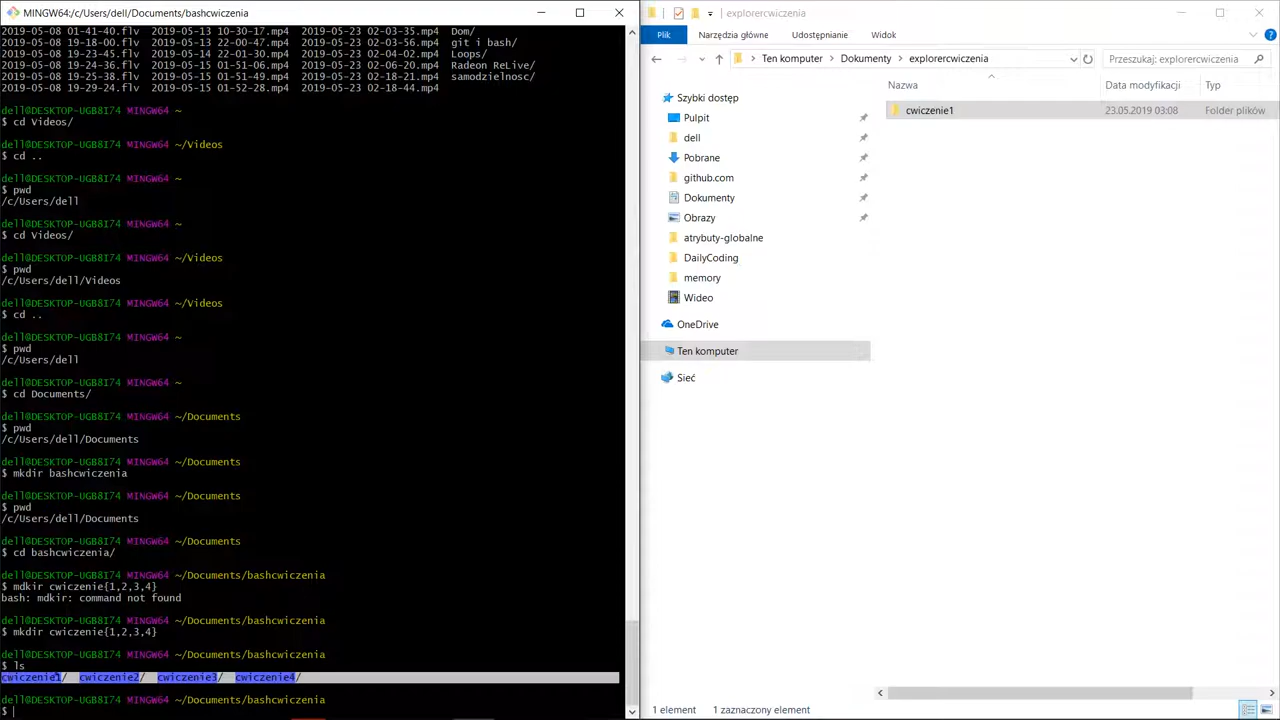 MINGW64:/c/Users/dell/Documents/bashcwiczenia
2019-05-08 01-41-40.flv 2019-05-13 10-30-17.mp4 2019-05-23 02-03-35.mp4 Dom/
2019-05-08 19-18-00.flv 2019-05-13 22-00-47.mp4 2019-05-23 02-03-56.mp4 git i bash/
2019-05-08 19-23-45.flv 2019-05-14 22-01-30.mp4 2019-05-23 02-04-02.mp4 Loops/
2019-05-08 19-24-36.flv 2019-05-15 01-51-06.mp4 2019-05-23 02-06-20.mp4 Radeon ReLive/
2019-05-08 19-25-38.flv 2019-05-15 01-51-49.mp4 2019-05-23 02-18-21.mp4 samodzielnosc/
2019-05-08 19-29-24.flv 2019-05-15 01-52-28.mp4 2019-05-23 02-18-44.mp4
dell@DESKTOP-UGB8I74 MINGW64 ~
$ cd Videos/
dell@DESKTOP-UGB8I74 MINGW64 ~/Videos
$ cd ..
dell@DESKTOP-UGB8I74 MINGW64 ~
$ pwd
/c/Users/dell
dell@DESKTOP-UGB8I74 MINGW64 ~
$ cd Videos/
dell@DESKTOP-UGB8I74 MINGW64 ~/Videos
$ pwd
/c/Users/dell/Videos
dell@DESKTOP-UGB8I74 MINGW64 ~/Videos
$ cd ..
dell@DESKTOP-UGB8I74 MINGW64 ~
$ pwd
/c/Users/dell
dell@DESKTOP-UGB8I74 MINGW64 ~
$ cd Documents/
dell@DESKTOP-UGB8I74 MINGW64 ~/Documents
$ pwd
/c/Users/dell/Documents
dell@DESKTOP-UGB8I74 MINGW64 ~/Documents
$ mkdir bashcwiczenia
dell@DESKTOP-UGB8I74 MINGW64 ~/Documents
$ pwd
/c/Users/dell/Documents
dell@DESKTOP-UGB8I74 MINGW64 ~/Documents
$ cd bashcwiczenia/
dell@DESKTOP-UGB8I74 MINGW64 ~/Documents/bashcwiczenia
$ mdkir cwiczenie{1,2,3,4}
bash: mdkir: command not found
dell@DESKTOP-UGB8I74 MINGW64 ~/Documents/bashcwiczenia
$ mkdir cwiczenie{1,2,3,4}
dell@DESKTOP-UGB8I74 MINGW64 ~/Documents/bashcwiczenia
$ ls
cwiczenie1/ cwiczenie2/ cwiczenie3/ cwiczenie4/
dell@DESKTOP-UGB8I74 MINGW64 ~/Documents/bashcwiczenia
$
explorercwiczenia
Plik Narzędzia główne Udostępnianie Widok
Ten komputer Dokumenty explorercwiczenia Przeszukaj: explorercwiczenia
Nazwa Data modyfikacji Typ
cwiczenie1 23.05.2019 03:08 Folder plików
Szybki dostęp
Pulpit
dell
Pobrane
github.com
Dokumenty
Obrazy
atrybuty-globalne
DailyCoding
memory
Wideo
OneDrive
Ten komputer
Sieć
1 element 1 zaznaczony element